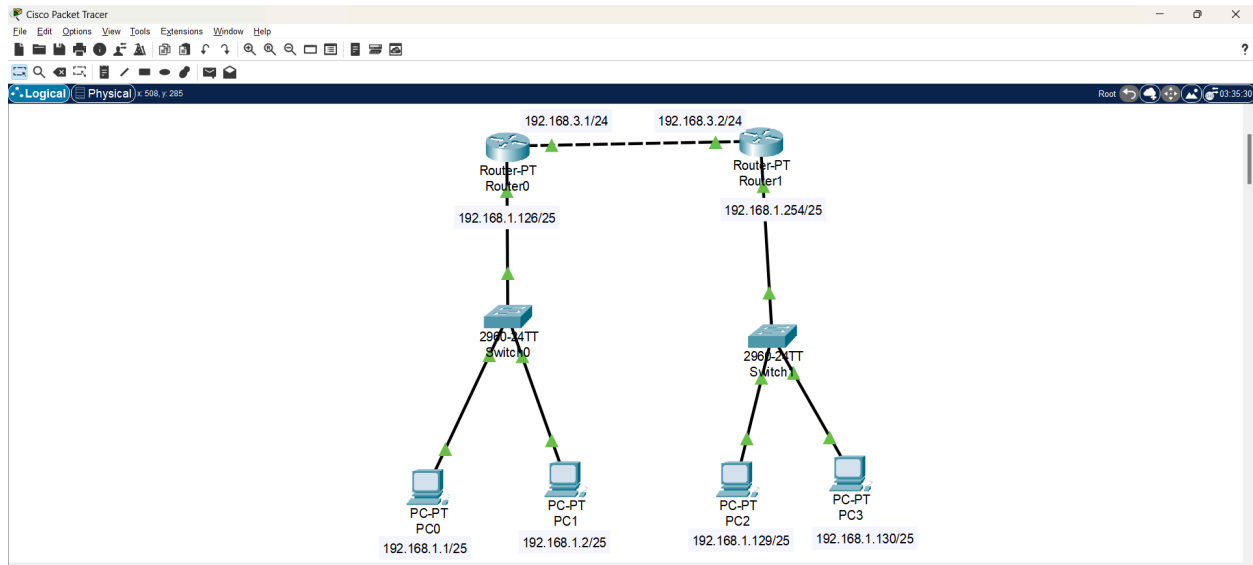 Cisco Packet Tracer
File Edit Options View Tools Extensions Window Help
?
Logical Physical x: 508, y: 285 Root 03:35:30
192.168.3.1/24 192.168.3.2/24
Router-PT
Router0
Router-PT
Router1
192.168.1.126/25
192.168.1.254/25
2960-24TT
Switch0
2960-24TT
Switch1
PC-PT
PC0
192.168.1.1/25
PC-PT
PC1
192.168.1.2/25
PC-PT
PC2
192.168.1.129/25
PC-PT
PC3
192.168.1.130/25